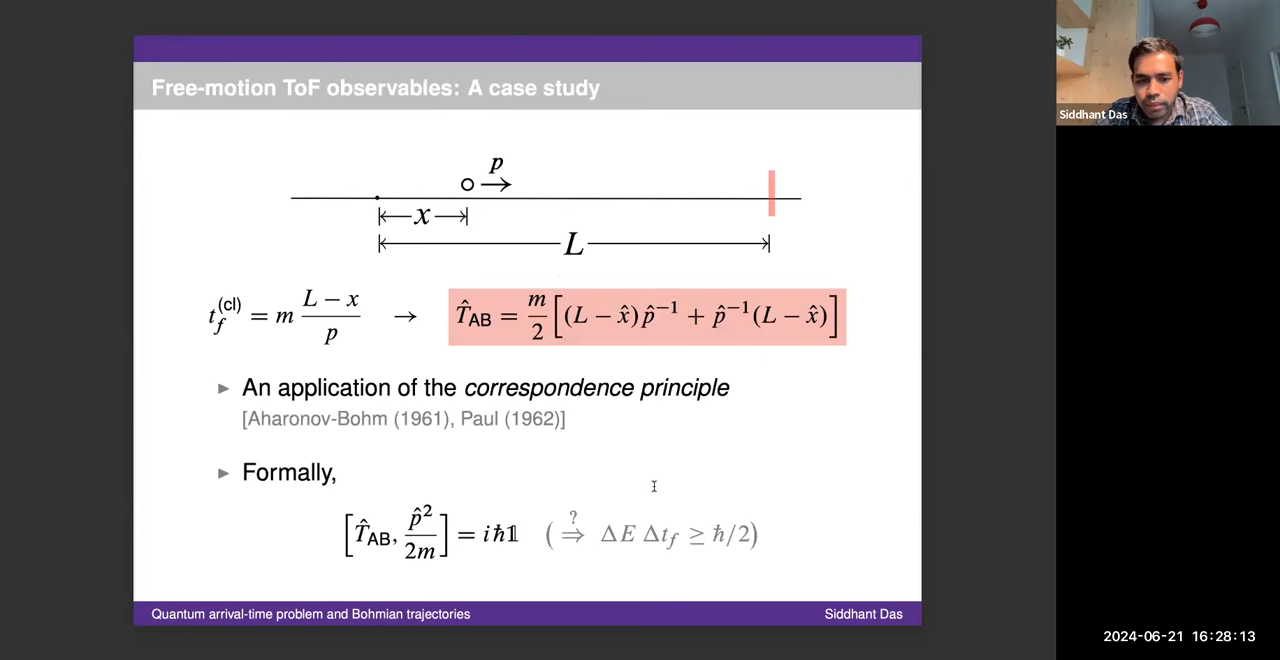 Free-motion ToF observables: A case study
p
x
L
t_f^(cl) = m (L − x)/p → T̂_AB = m/2 [(L − x̂)p̂⁻¹ + p̂⁻¹(L − x̂)]
► An application of the correspondence principle
[Aharonov-Bohm (1961), Paul (1962)]
► Formally,
[T̂_AB, p̂²/2m] = iħ𝟙 (?⇒ ΔE Δt_f ≥ ħ/2)
Quantum arrival-time problem and Bohmian trajectories Siddhant Das
Siddhant Das
2024-06-21 16:28:13